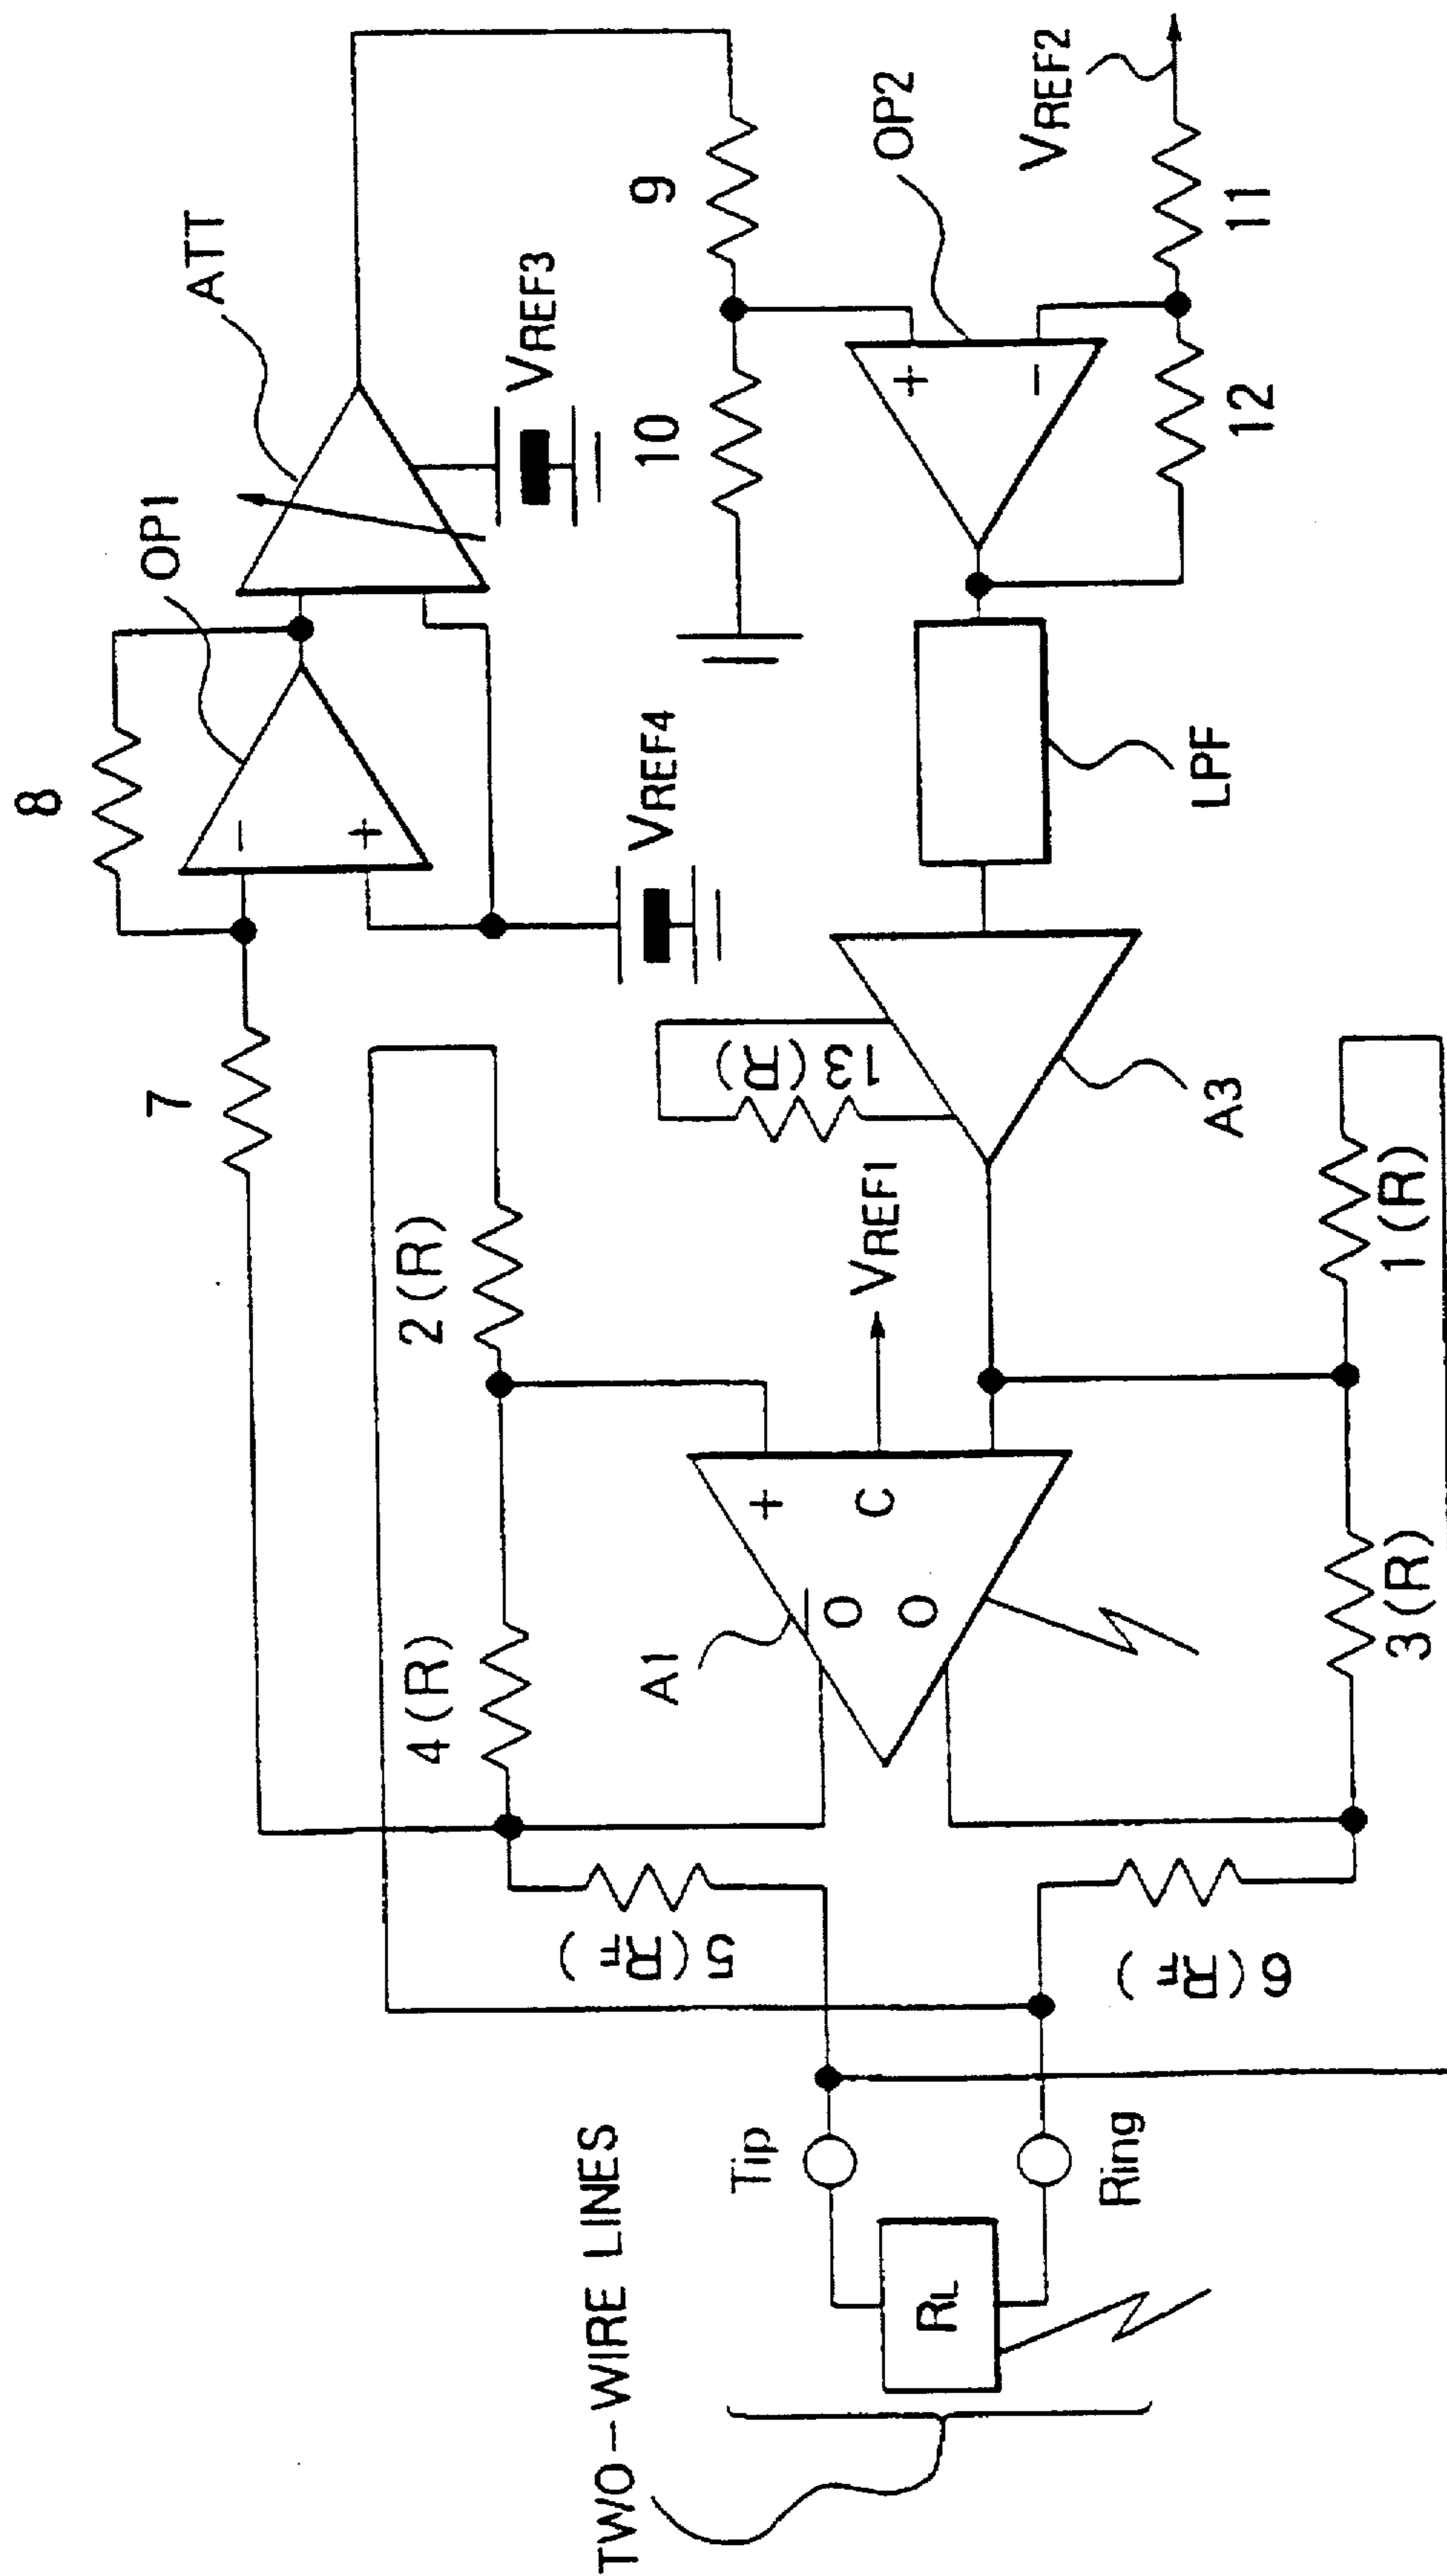 8
OP1
ATT
-
+
7
VREF4
VREF3
9
10
OP2
+
-
VREF2
11
12
LPF
2(R)
4(R)
13(R)
A3
VREF1
A1
+
C
O
O
1(R)
3(R)
5(RF)
6(RF)
Tip
Ring
RL
TWO-WIRE LINES